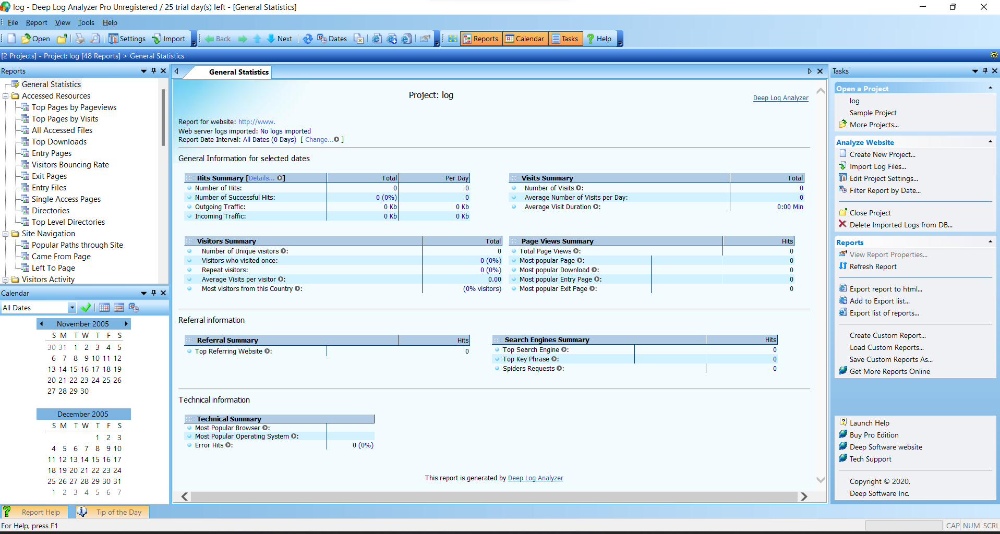 log - Deep Log Analyzer Pro Unregistered / 25 trial day(s) left - [General Statistics]
File Report View Tools Help
Open Settings Import Back Next Dates Reports Calendar Tasks Help
[2 Projects] - Project: log [48 Reports] > General Statistics
Reports
General Statistics
Accessed Resources
Top Pages by Pageviews
Top Pages by Visits
All Accessed Files
Top Downloads
Entry Pages
Visitors Bouncing Rate
Exit Pages
Entry Files
Single Access Pages
Directories
Top Level Directories
Site Navigation
Popular Paths through Site
Came From Page
Left To Page
Visitors Activity
Calendar
All Dates
November 2005
S M T W T F S
30 31 1 2 3 4 5
6 7 8 9 10 11 12
13 14 15 16 17 18 19
20 21 22 23 24 25 26
27 28 29 30
December 2005
S M T W T F S
1 2 3
4 5 6 7 8 9 10
11 12 13 14 15 16 17
18 19 20 21 22 23 24
25 26 27 28 29 30 31
1 2 3 4 5 6 7
General Statistics
Project: log
Deep Log Analyzer
Report for website: http://www.
Web server logs imported: No logs imported
Report Date Interval: All Dates (0 Days) [ Change... ]
General Information for selected dates
Hits Summary [Details... ] Total Per Day
Number of Hits: 0 0
Number of Successful Hits: 0 (0%) 0
Outgoing Traffic: 0 Kb 0 Kb
Incoming Traffic: 0 Kb 0 Kb
Visits Summary Total
Number of Visits : 0
Average Number of Visits per Day: 0
Average Visit Duration : 0:00 Min
Visitors Summary Total
Number of Unique visitors : 0
Visitors who visited once: 0 (0%)
Repeat visitors: 0 (0%)
Average Visits per visitor : 0.00
Most visitors from this Country : (0% visitors)
Page Views Summary Hits
Total Page Views : 0
Most popular Page : 0
Most popular Download : 0
Most popular Entry Page : 0
Most popular Exit Page : 0
Referral information
Referral Summary Hits
Top Referring Website : 0
Search Engines Summary Hits
Top Search Engine : 0
Top Key Phrase : 0
Spiders Requests : 0
Technical information
Technical Summary
Most Popular Browser :
Most Popular Operating System :
Error Hits : 0 (0%)
This report is generated by Deep Log Analyzer
Tasks
Open a Project
log
Sample Project
More Projects...
Analyze Website
Create New Project...
Import Log Files...
Edit Project Settings...
Filter Report by Date...
Close Project
Delete Imported Logs from DB...
Reports
View Report Properties...
Refresh Report
Export report to html...
Add to Export list...
Export list of reports...
Create Custom Report...
Load Custom Reports...
Save Custom Reports As...
Get More Reports Online
Launch Help
Buy Pro Edition
Deep Software website
Tech Support
Copyright © 2020,
Deep Software Inc.
Report Help Tip of the Day
For Help, press F1
CAP NUM SCRL